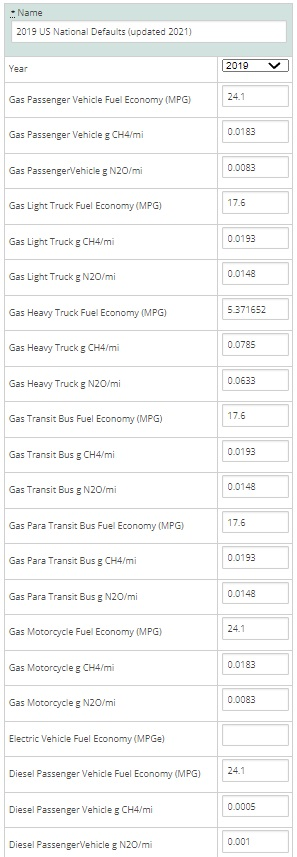 * Name
2019 US National Defaults (updated 2021)
Year 2019
Gas Passenger Vehicle Fuel Economy (MPG) 24.1
Gas Passenger Vehicle g CH4/mi 0.0183
Gas PassengerVehicle g N2O/mi 0.0083
Gas Light Truck Fuel Economy (MPG) 17.6
Gas Light Truck g CH4/mi 0.0193
Gas Light Truck g N2O/mi 0.0148
Gas Heavy Truck Fuel Economy (MPG) 5.371652
Gas Heavy Truck g CH4/mi 0.0785
Gas Heavy Truck g N2O/mi 0.0633
Gas Transit Bus Fuel Economy (MPG) 17.6
Gas Transit Bus g CH4/mi 0.0193
Gas Transit Bus g N2O/mi 0.0148
Gas Para Transit Bus Fuel Economy (MPG) 17.6
Gas Para Transit Bus g CH4/mi 0.0193
Gas Para Transit Bus g N2O/mi 0.0148
Gas Motorcycle Fuel Economy (MPG) 24.1
Gas Motorcycle g CH4/mi 0.0183
Gas Motorcycle g N2O/mi 0.0083
Electric Vehicle Fuel Economy (MPGe)
Diesel Passenger Vehicle Fuel Economy (MPG) 24.1
Diesel Passenger Vehicle g CH4/mi 0.0005
Diesel PassengerVehicle g N2O/mi 0.001